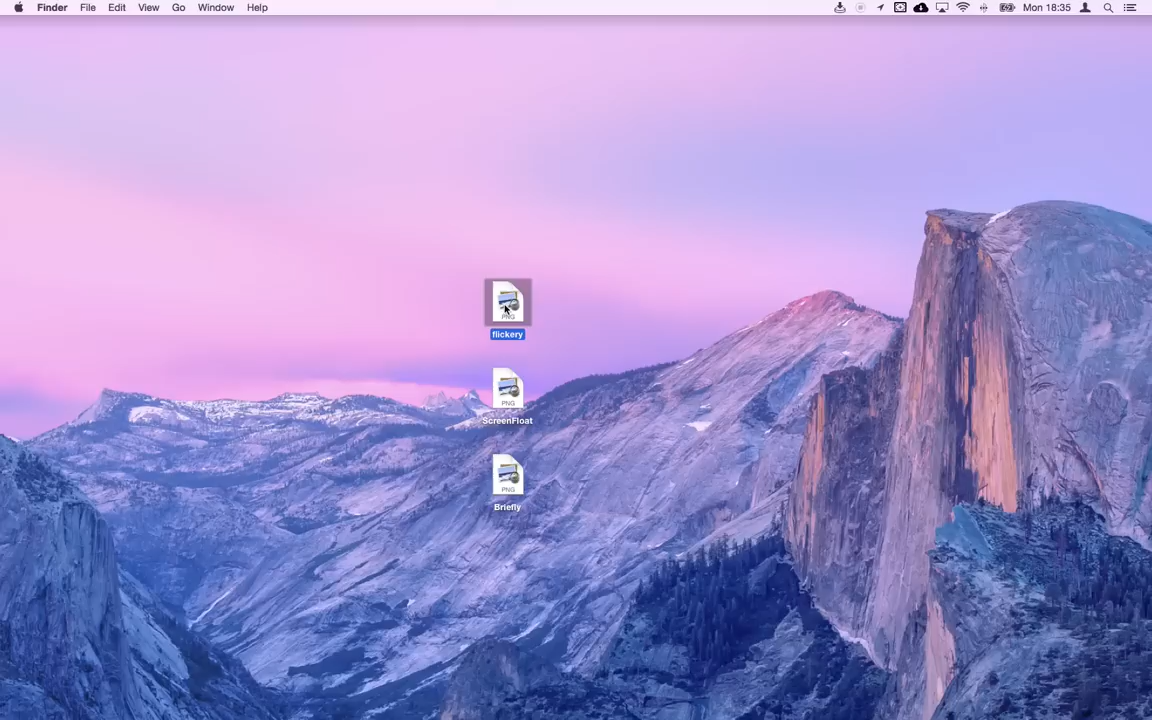 Finder File Edit View Go Window Help Mon 18:35
PNG
flickery
PNG
ScreenFloat
PNG
Briefly